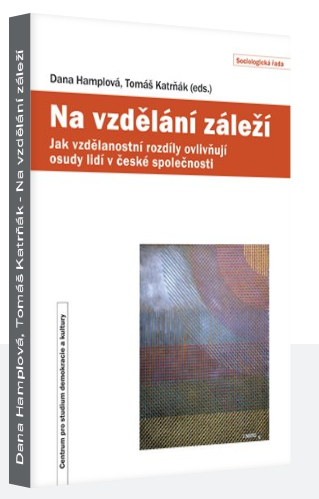 Sociologická řada
Dana Hamplová, Tomáš Katrňák (eds.)
Na vzdělání záleží
Jak vzdělanostní rozdíly ovlivňují
osudy lidí v české společnosti
Centrum pro studium demokracie a kultury
Dana Hamplová, Tomáš Katrňák - Na vzdělání záleží